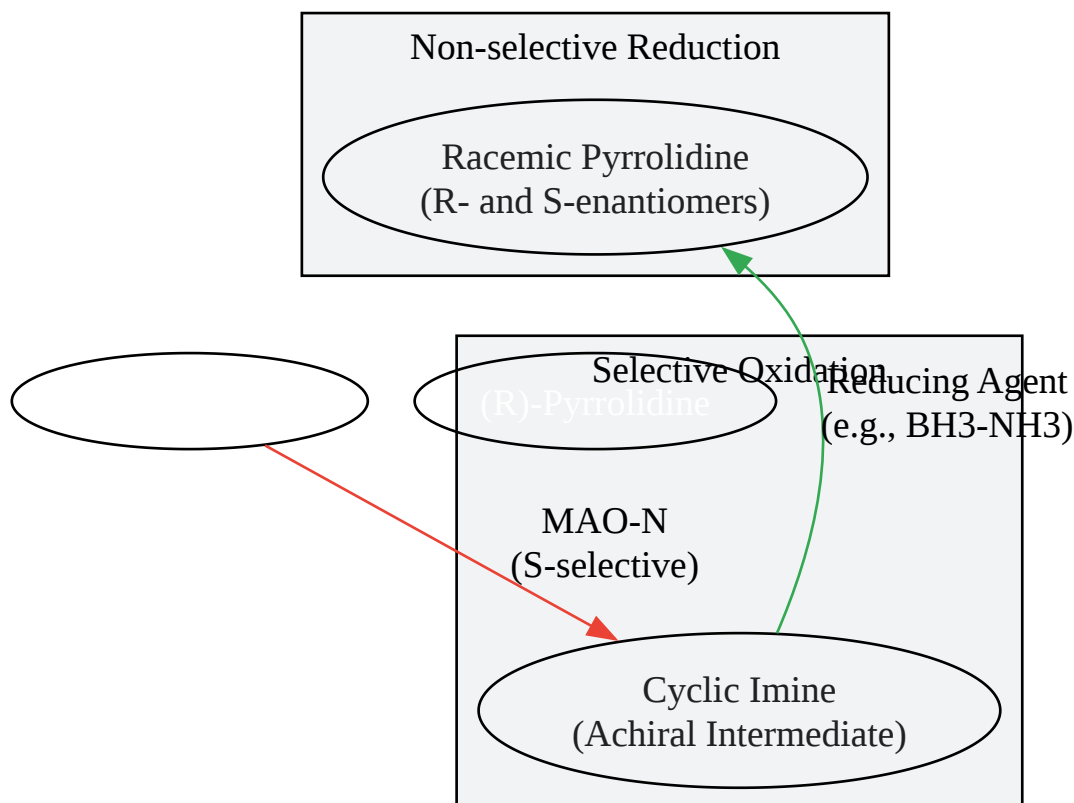 Non-selective Reduction
Racemic Pyrrolidine
(R- and S-enantiomers)
Selective Oxidation
Reducing Agent
(e.g., BH3-NH3)
(R)-Pyrrolidine
MAO-N
(S-selective)
Cyclic Imine
(Achiral Intermediate)